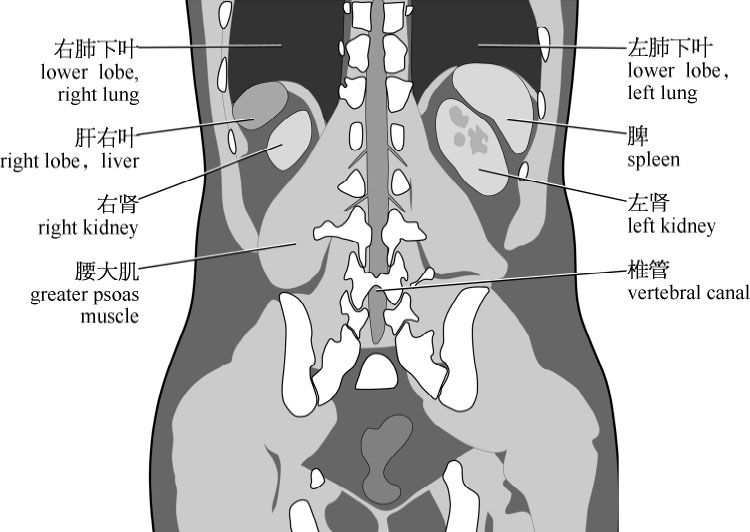 右肺下叶
lower lobe,
right lung
肝右叶
right lobe, liver
右肾
right kidney
腰大肌
greater psoas
muscle
左肺下叶
lower lobe,
left lung
脾
spleen
左肾
left kidney
椎管
vertebral canal